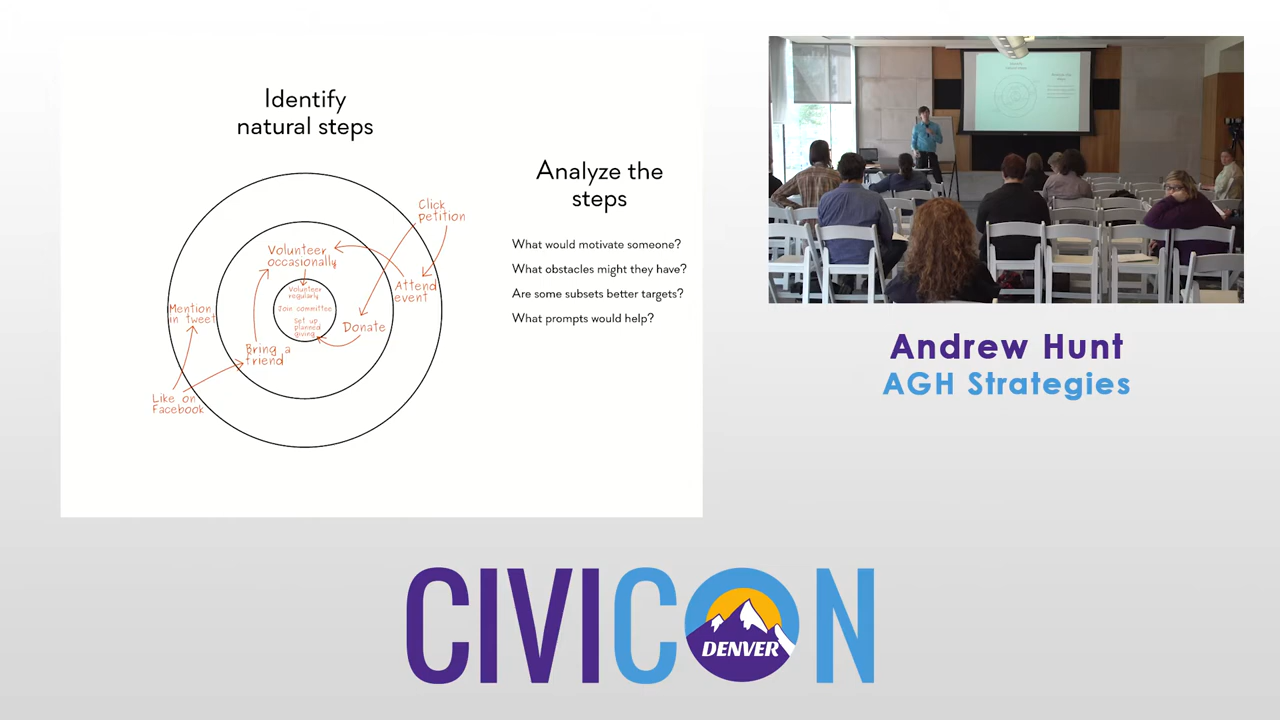 Identify
natural steps
Click
petition
Volunteer
occasionally
Attend
event
Volunteer
regularly
Join committee
Set up
planned
giving
Mention
in tweet
Donate
Bring a
friend
Like on
Facebook
Analyze the
steps
What would motivate someone?
What obstacles might they have?
Are some subsets better targets?
What prompts would help?
Andrew Hunt
AGH Strategies
CIVICON
DENVER